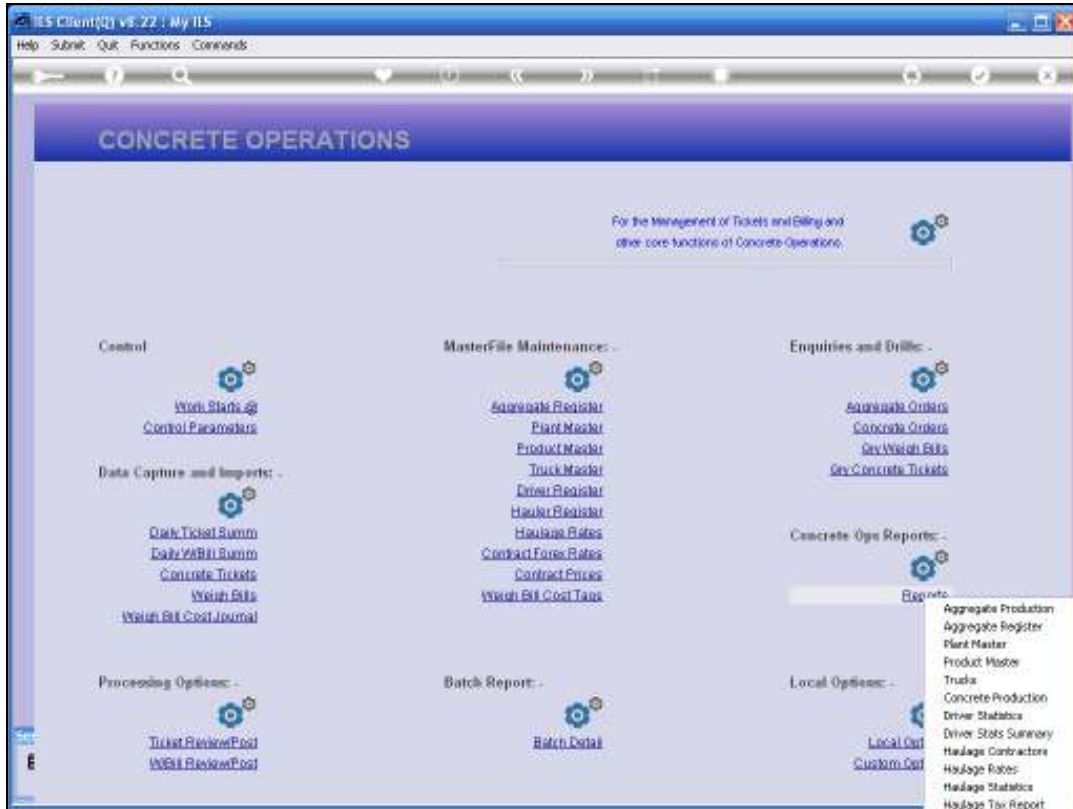 IES Client(Q) v8.22 : My IES
Help Submit Quit Functions Commands
CONCRETE OPERATIONS
For the Management of Tickets and Billing and
other core functions of Concrete Operations.
Control
Work Starts @
Control Parameters
Data Capture and Imports: -
Daily Ticket Summ
Daily WBill Summ
Concrete Tickets
Weigh Bills
Weigh Bill Cost Journal
Processing Options: -
Ticket Review/Post
WBill Review/Post
MasterFile Maintenance: -
Aggregate Register
Plant Master
Product Master
Truck Master
Driver Register
Hauler Register
Haulage Rates
Contract Forex Rates
Contract Prices
Weigh Bill Cost Tags
Batch Report: -
Batch Detail
Enquiries and Drills: -
Aggregate Orders
Concrete Orders
Qry Weigh Bills
Qry Concrete Tickets
Concrete Ops Reports: -
Reports
Aggregate Production
Aggregate Register
Plant Master
Product Master
Trucks
Concrete Production
Driver Statistics
Driver Stats Summary
Haulage Contractors
Haulage Rates
Haulage Statistics
Haulage Tax Report
Local Options: -
Local Opt
Custom Opt